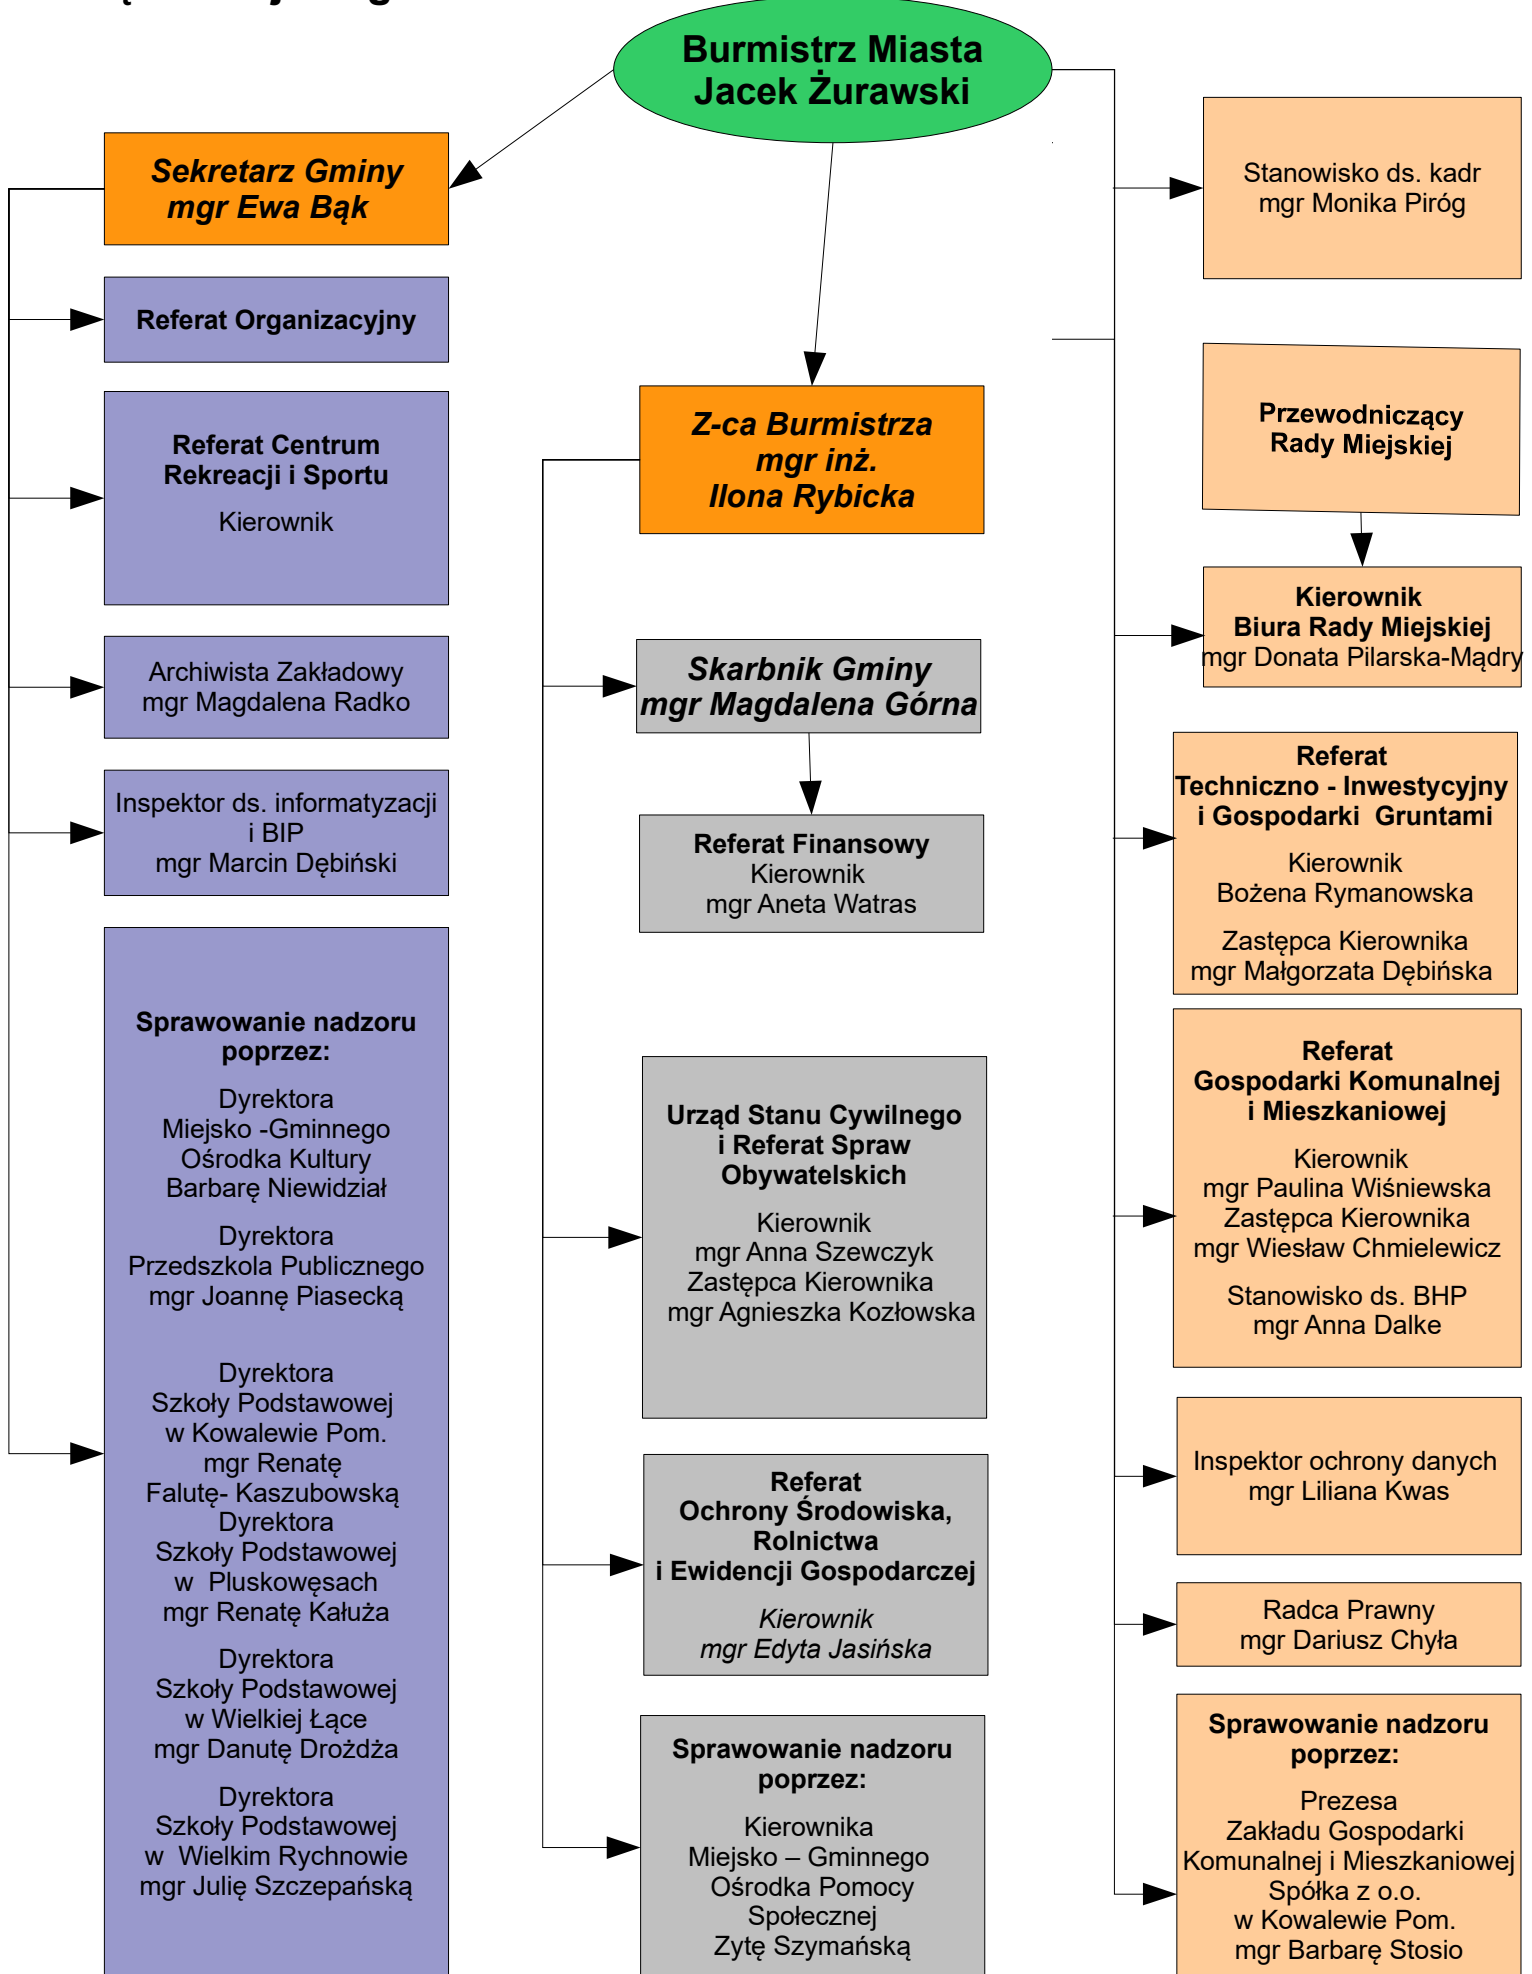 Burmistrz Miasta
Jacek Żurawski
Sekretarz Gminy
mgr Ewa Bąk
Referat Organizacyjny
Referat Centrum
Rekreacji i Sportu
Kierownik
Archiwista Zakładowy
mgr Magdalena Radko
Inspektor ds. informatyzacji
i BIP
mgr Marcin Dębiński
Sprawowanie nadzoru
poprzez:
Dyrektora
Miejsko -Gminnego
Ośrodka Kultury
Barbarę Niewidział
Dyrektora
Przedszkola Publicznego
mgr Joannę Piasecką
Dyrektora
Szkoły Podstawowej
w Kowalewie Pom.
mgr Renatę
Falutę- Kaszubowską
Dyrektora
Szkoły Podstawowej
w Pluskowęsach
mgr Renatę Kałuża
Dyrektora
Szkoły Podstawowej
w Wielkiej Łące
mgr Danutę Drożdża
Dyrektora
Szkoły Podstawowej
w Wielkim Rychnowie
mgr Julię Szczepańską
Z-ca Burmistrza
mgr inż.
Ilona Rybicka
Skarbnik Gminy
mgr Magdalena Górna
Referat Finansowy
Kierownik
mgr Aneta Watras
Urząd Stanu Cywilnego
i Referat Spraw
Obywatelskich
Kierownik
mgr Anna Szewczyk
Zastępca Kierownika
mgr Agnieszka Kozłowska
Referat
Ochrony Środowiska,
Rolnictwa
i Ewidencji Gospodarczej
Kierownik
mgr Edyta Jasińska
Sprawowanie nadzoru
poprzez:
Kierownika
Miejsko – Gminnego
Ośrodka Pomocy
Społecznej
Zytę Szymańską
Stanowisko ds. kadr
mgr Monika Piróg
Przewodniczący
Rady Miejskiej
Kierownik
Biura Rady Miejskiej
mgr Donata Pilarska-Mądry
Referat
Techniczno - Inwestycyjny
i Gospodarki Gruntami
Kierownik
Bożena Rymanowska
Zastępca Kierownika
mgr Małgorzata Dębińska
Referat
Gospodarki Komunalnej
i Mieszkaniowej
Kierownik
mgr Paulina Wiśniewska
Zastępca Kierownika
mgr Wiesław Chmielewicz
Stanowisko ds. BHP
mgr Anna Dalke
Inspektor ochrony danych
mgr Liliana Kwas
Radca Prawny
mgr Dariusz Chyła
Sprawowanie nadzoru
poprzez:
Prezesa
Zakładu Gospodarki
Komunalnej i Mieszkaniowej
Spółka z o.o.
w Kowalewie Pom.
mgr Barbarę Stosio